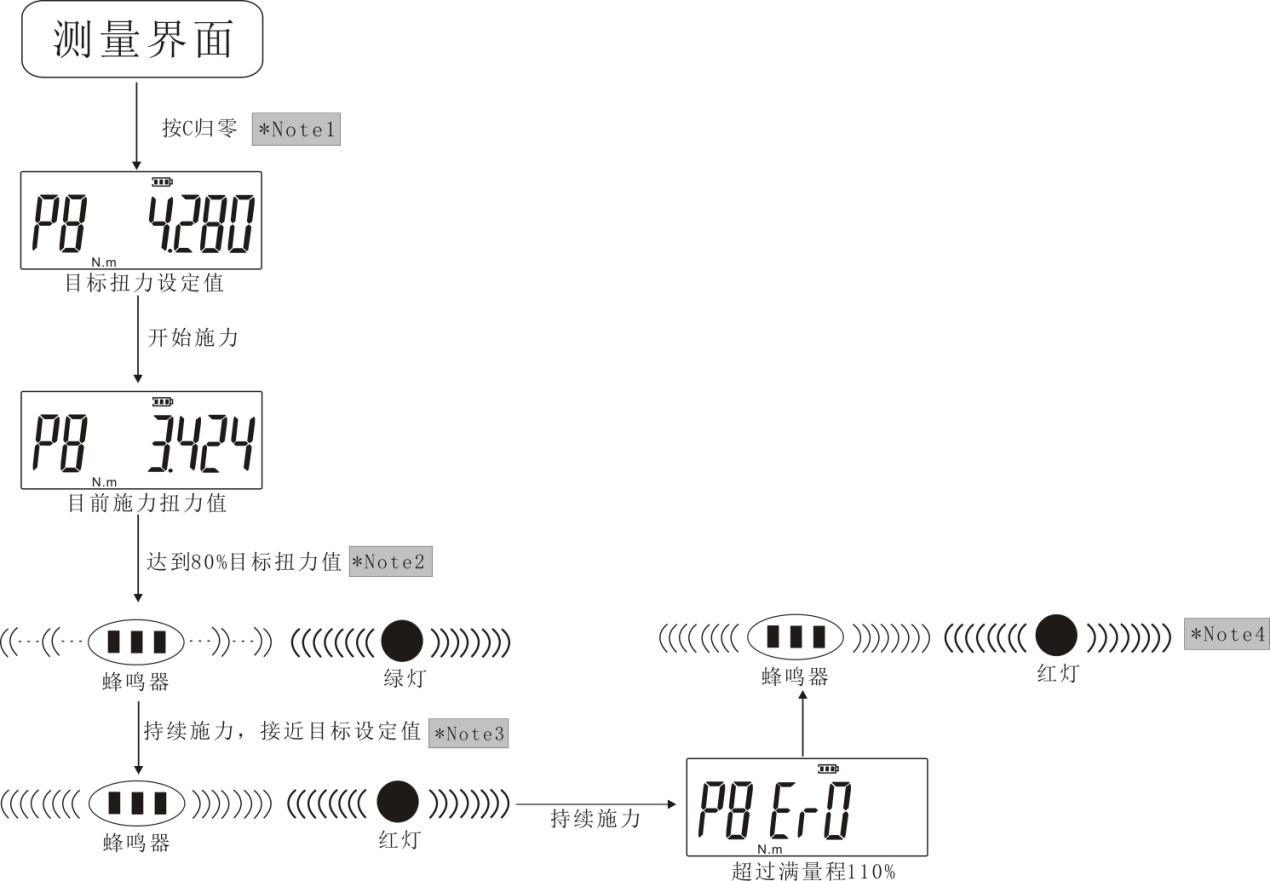 测量界面
按C归零 *Note1
P8 4.280
N.m
目标扭力设定值
开始施力
P8 3.424
N.m
目前施力扭力值
达到80%目标扭力值 *Note2
蜂鸣器 绿灯
持续施力，接近目标设定值 *Note3
蜂鸣器 红灯
持续施力
P8 Er0
N.m
超过满量程110%
蜂鸣器 红灯 *Note4